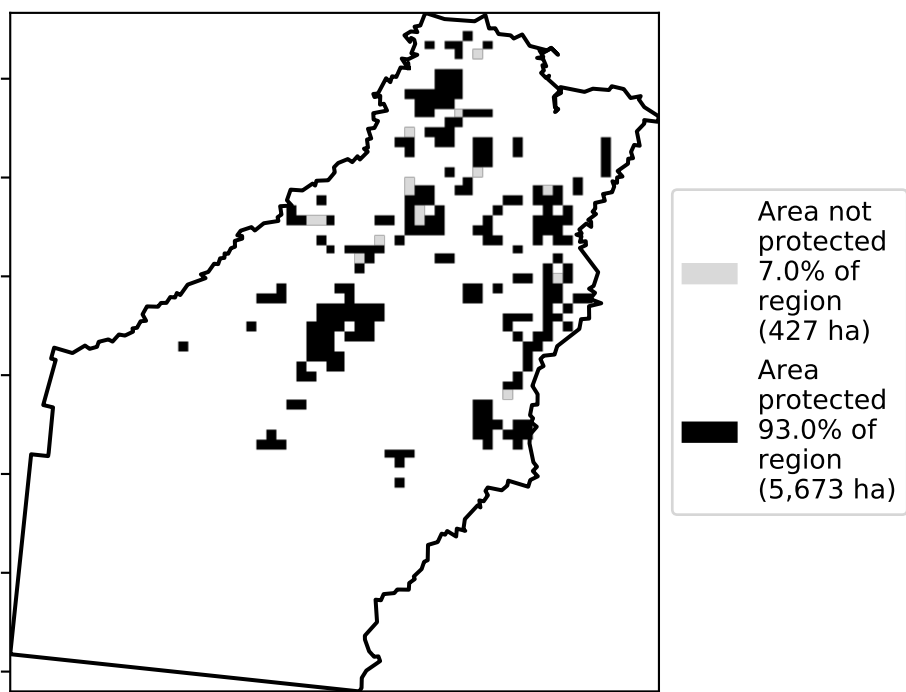 Area not
protected
7.0% of
region
(427 ha)
Area
protected
93.0% of
region
(5,673 ha)